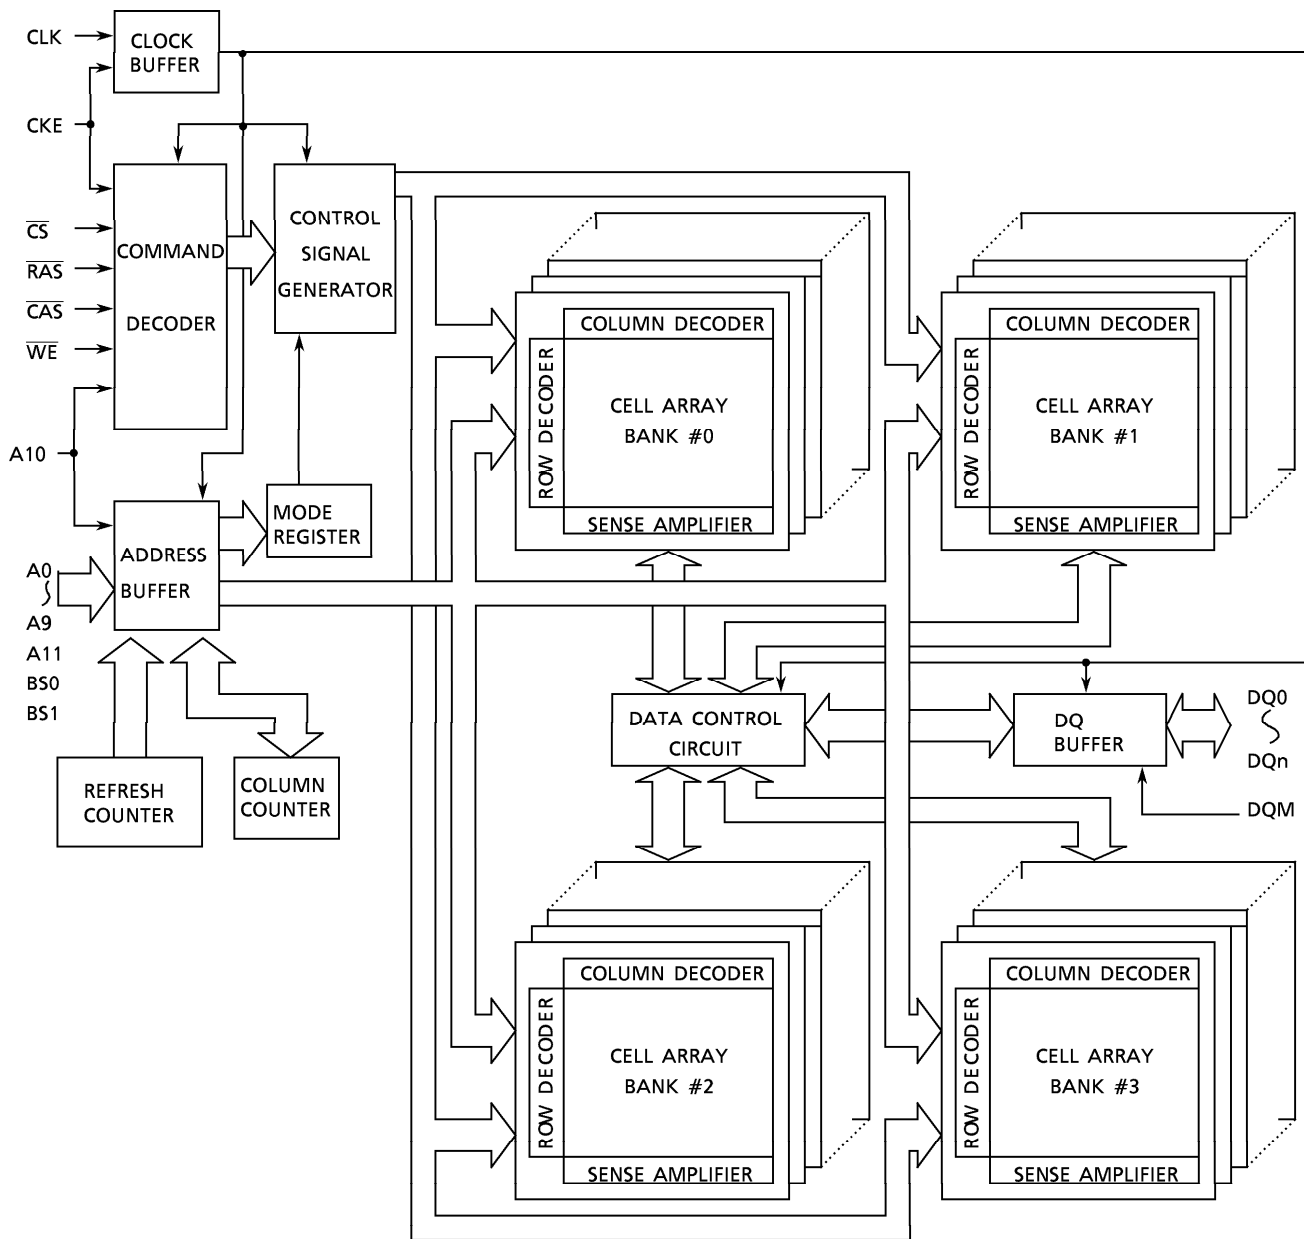 CLK
CLOCK
BUFFER
CKE
CS
RAS
CAS
WE
A10
COMMAND
DECODER
CONTROL
SIGNAL
GENERATOR
MODE
REGISTER
ADDRESS
BUFFER
A0
A9
A11
BS0
BS1
REFRESH
COUNTER
COLUMN
COUNTER
COLUMN DECODER
ROW DECODER
CELL ARRAY
BANK #0
SENSE AMPLIFIER
COLUMN DECODER
ROW DECODER
CELL ARRAY
BANK #1
SENSE AMPLIFIER
DATA CONTROL
CIRCUIT
DQ
BUFFER
DQ0
DQn
DQM
COLUMN DECODER
ROW DECODER
CELL ARRAY
BANK #2
SENSE AMPLIFIER
COLUMN DECODER
ROW DECODER
CELL ARRAY
BANK #3
SENSE AMPLIFIER